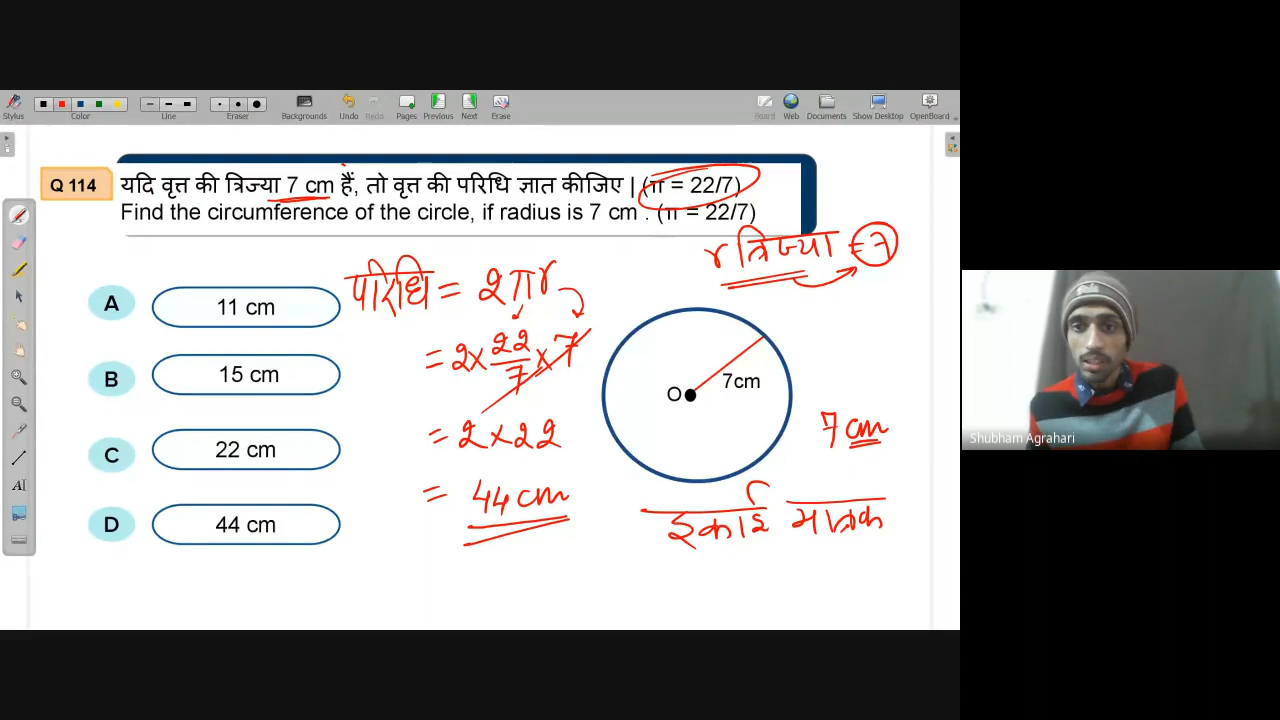 Stylus
Color
Line
Eraser
Backgrounds
Undo
Redo
Pages
Previous
Next
Erase
Board
Web
Documents
Show Desktop
OpenBoard
Q 114
यदि वृत्त की त्रिज्या 7 cm हैं, तो वृत्त की परिधि ज्ञात कीजिए | (π = 22/7)
Find the circumference of the circle, if radius is 7 cm . (π = 22/7)
r त्रिज्या = 7
परिधि = 2πr
= 2 × 22/7 × 7
= 2 × 22
= 44 cm
A 11 cm
B 15 cm
C 22 cm
D 44 cm
O
7cm
7 cm
इकाई मात्रक
Shubham Agrahari